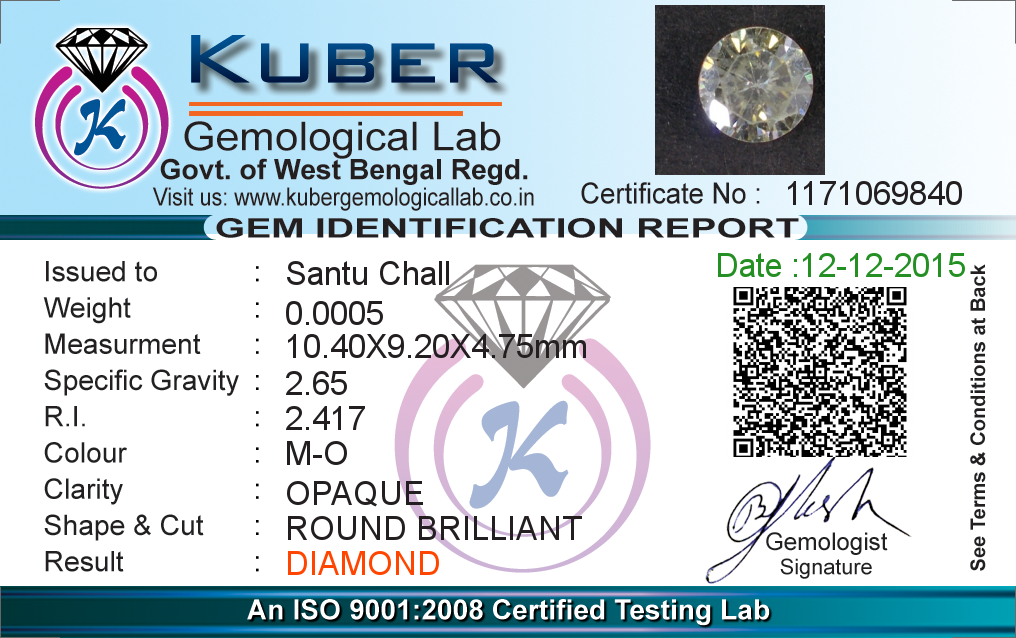 KUBER
Gemological Lab
Govt. of West Bengal Regd.
Visit us: www.kubergemologicallab.co.in
Certificate No : 1171069840
GEM IDENTIFICATION REPORT
Date :12-12-2015
Issued to : Santu Chall
Weight : 0.0005
Measurment : 10.40X9.20X4.75mm
Specific Gravity : 2.65
R.I. : 2.417
Colour : M-O
Clarity : OPAQUE
Shape & Cut : ROUND BRILLIANT
Result : DIAMOND
K
K
See Terms & Conditions at Back
Gemologist
Signature
An ISO 9001:2008 Certified Testing Lab